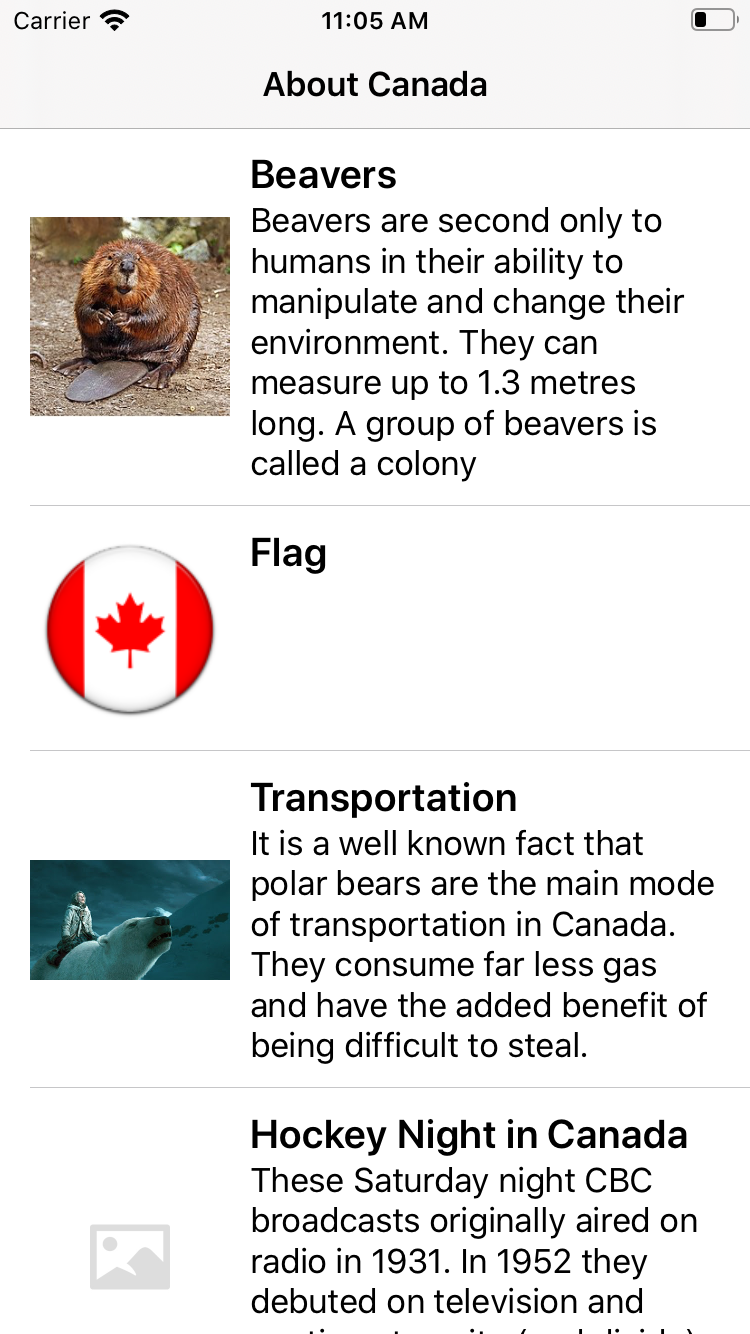 Carrier
11:05 AM
About Canada
Beavers
Beavers are second only to
humans in their ability to
manipulate and change their
environment. They can
measure up to 1.3 metres
long. A group of beavers is
called a colony
Flag
Transportation
It is a well known fact that
polar bears are the main mode
of transportation in Canada.
They consume far less gas
and have the added benefit of
being difficult to steal.
Hockey Night in Canada
These Saturday night CBC
broadcasts originally aired on
radio in 1931. In 1952 they
debuted on television and